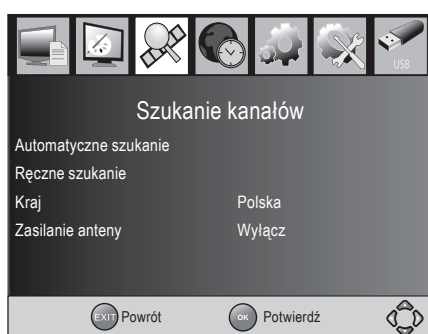 USB
Szukanie kanałów
Automatyczne szukanie
Ręczne szukanie
Kraj Polska
Zasilanie anteny Wyłącz
EXIT Powrót OK Potwierdź